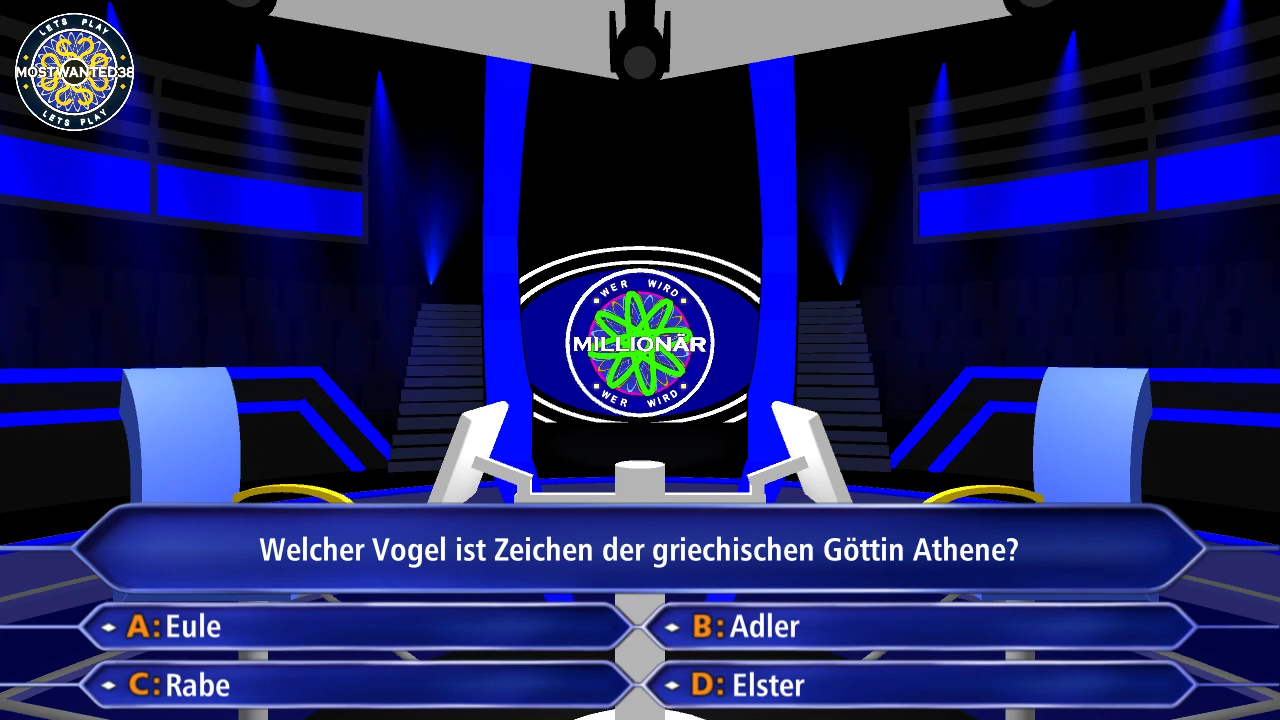 LETS PLAY
MOSTWANTED38
LETS PLAY
WER WIRD
MILLIONÄR
WER WIRD
Welcher Vogel ist Zeichen der griechischen Göttin Athene?
A: Eule
B: Adler
C: Rabe
D: Elster